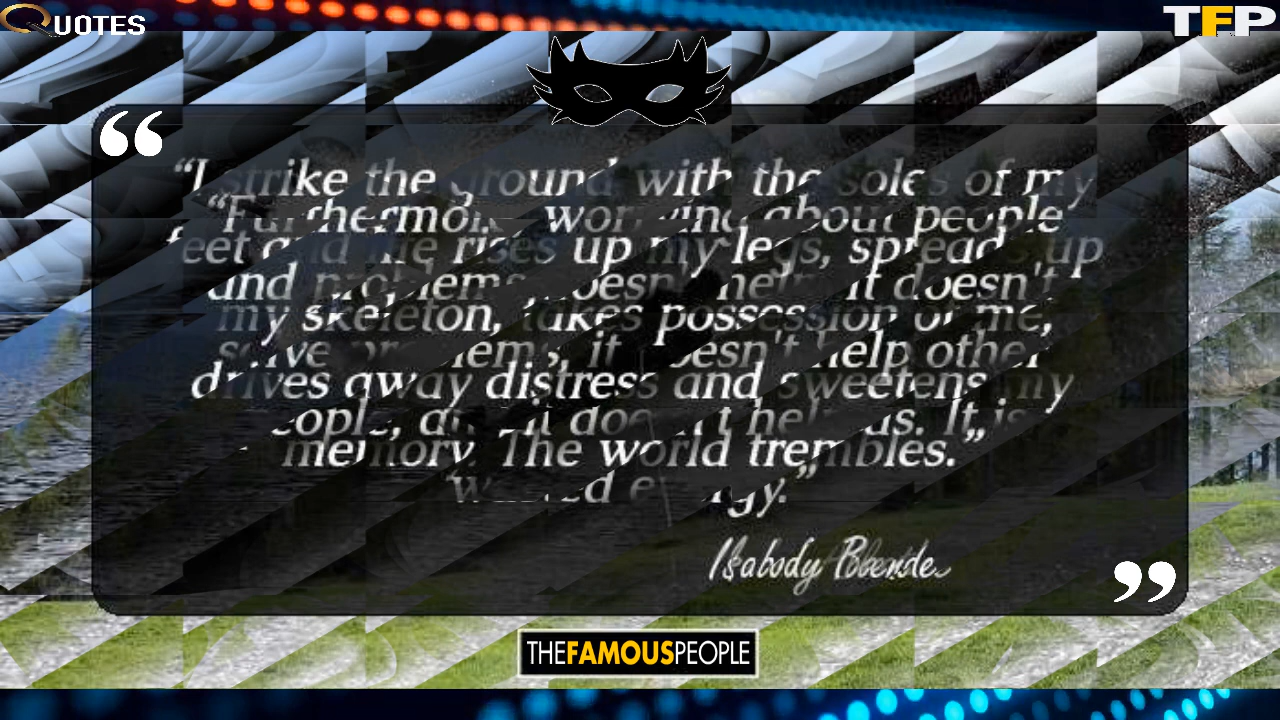 QUOTES
TFP
“I strike the ground with the soles of my
“Furthermore, worrying about people
feet and life rises up my legs, spreads up
and problems doesn't help. It doesn't
my skeleton, takes possession of me,
solve problems, it doesn't help other
drives away distress and sweetens my
people, and it doesn't help us. It is
memory. The world trembles.”
wasted energy.”
THEFAMOUSPEOPLE